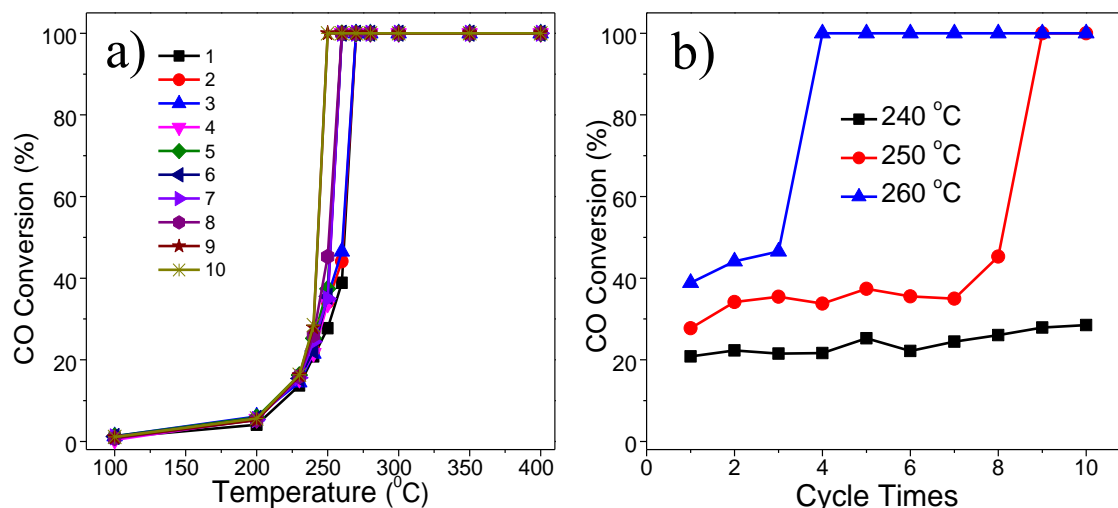 a)
CO Conversion (%)
100
80
60
40
20
0
1
2
3
4
5
6
7
8
9
10
100 150 200 250 300 350 400
Temperature (⁰C)
b)
CO Conversion (%)
100
80
60
40
20
0
240 °C
250 °C
260 °C
0 2 4 6 8 10
Cycle Times